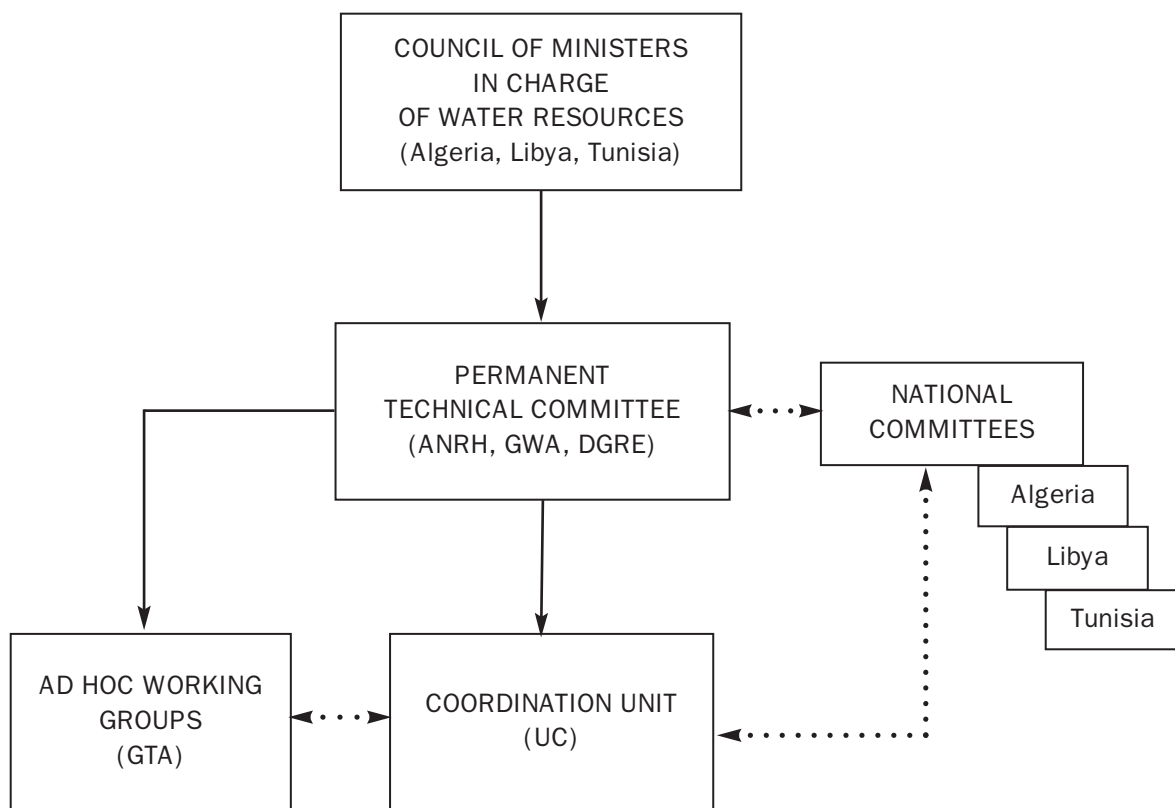 COUNCIL OF MINISTERS
IN CHARGE
OF WATER RESOURCES
(Algeria, Libya, Tunisia)
PERMANENT
TECHNICAL COMMITTEE
(ANRH, GWA, DGRE)
NATIONAL
COMMITTEES
Algeria
Libya
Tunisia
AD HOC WORKING
GROUPS
(GTA)
COORDINATION UNIT
(UC)